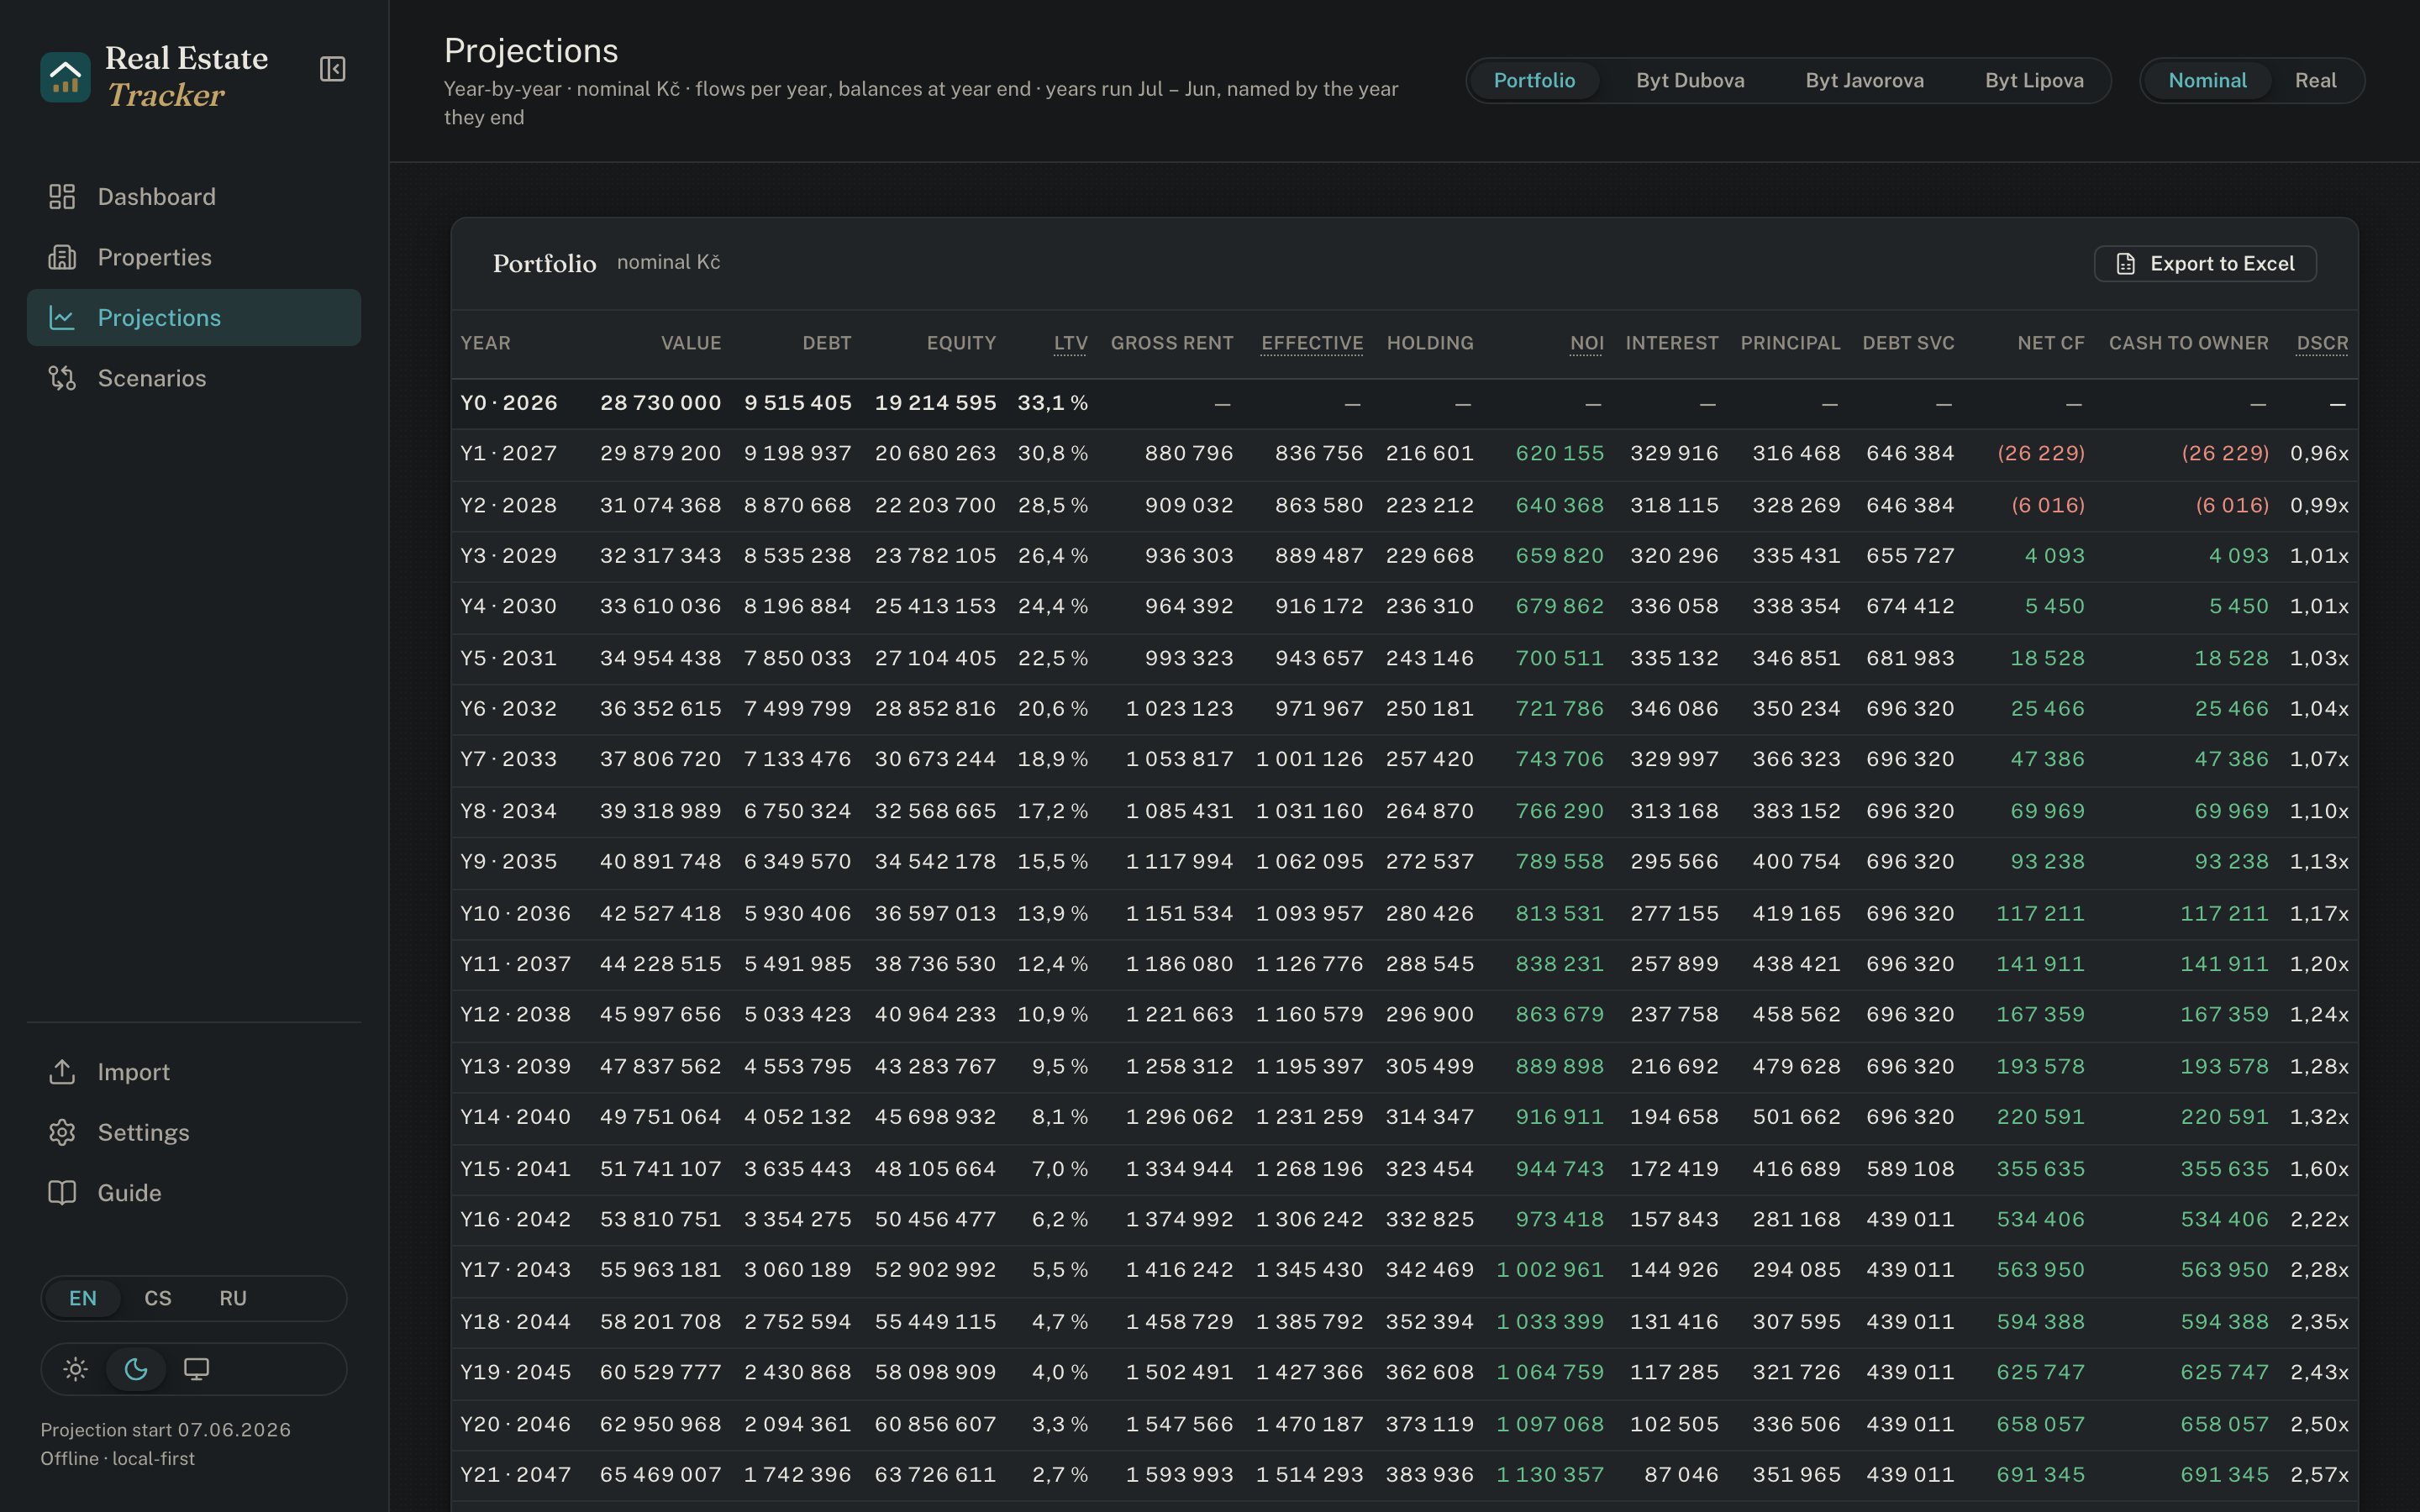 Real Estate
Tracker
Dashboard
Properties
Projections
Scenarios
Import
Settings
Guide
EN CS RU
Projection start 07.06.2026
Offline · local-first
Projections
Year-by-year · nominal Kč · flows per year, balances at year end · years run Jul – Jun, named by the year
they end
Portfolio Byt Dubova Byt Javorova Byt Lipova
Nominal Real
Portfolio nominal Kč
Export to Excel
YEAR VALUE DEBT EQUITY LTV GROSS RENT EFFECTIVE HOLDING NOI INTEREST PRINCIPAL DEBT SVC NET CF CASH TO OWNER DSCR
Y0 · 2026 28 730 000 9 515 405 19 214 595 33,1 % — — — — — — — — — —
Y1 · 2027 29 879 200 9 198 937 20 680 263 30,8 % 880 796 836 756 216 601 620 155 329 916 316 468 646 384 (26 229) (26 229) 0,96x
Y2 · 2028 31 074 368 8 870 668 22 203 700 28,5 % 909 032 863 580 223 212 640 368 318 115 328 269 646 384 (6 016) (6 016) 0,99x
Y3 · 2029 32 317 343 8 535 238 23 782 105 26,4 % 936 303 889 487 229 668 659 820 320 296 335 431 655 727 4 093 4 093 1,01x
Y4 · 2030 33 610 036 8 196 884 25 413 153 24,4 % 964 392 916 172 236 310 679 862 336 058 338 354 674 412 5 450 5 450 1,01x
Y5 · 2031 34 954 438 7 850 033 27 104 405 22,5 % 993 323 943 657 243 146 700 511 335 132 346 851 681 983 18 528 18 528 1,03x
Y6 · 2032 36 352 615 7 499 799 28 852 816 20,6 % 1 023 123 971 967 250 181 721 786 346 086 350 234 696 320 25 466 25 466 1,04x
Y7 · 2033 37 806 720 7 133 476 30 673 244 18,9 % 1 053 817 1 001 126 257 420 743 706 329 997 366 323 696 320 47 386 47 386 1,07x
Y8 · 2034 39 318 989 6 750 324 32 568 665 17,2 % 1 085 431 1 031 160 264 870 766 290 313 168 383 152 696 320 69 969 69 969 1,10x
Y9 · 2035 40 891 748 6 349 570 34 542 178 15,5 % 1 117 994 1 062 095 272 537 789 558 295 566 400 754 696 320 93 238 93 238 1,13x
Y10 · 2036 42 527 418 5 930 406 36 597 013 13,9 % 1 151 534 1 093 957 280 426 813 531 277 155 419 165 696 320 117 211 117 211 1,17x
Y11 · 2037 44 228 515 5 491 985 38 736 530 12,4 % 1 186 080 1 126 776 288 545 838 231 257 899 438 421 696 320 141 911 141 911 1,20x
Y12 · 2038 45 997 656 5 033 423 40 964 233 10,9 % 1 221 663 1 160 579 296 900 863 679 237 758 458 562 696 320 167 359 167 359 1,24x
Y13 · 2039 47 837 562 4 553 795 43 283 767 9,5 % 1 258 312 1 195 397 305 499 889 898 216 692 479 628 696 320 193 578 193 578 1,28x
Y14 · 2040 49 751 064 4 052 132 45 698 932 8,1 % 1 296 062 1 231 259 314 347 916 911 194 658 501 662 696 320 220 591 220 591 1,32x
Y15 · 2041 51 741 107 3 635 443 48 105 664 7,0 % 1 334 944 1 268 196 323 454 944 743 172 419 416 689 589 108 355 635 355 635 1,60x
Y16 · 2042 53 810 751 3 354 275 50 456 477 6,2 % 1 374 992 1 306 242 332 825 973 418 157 843 281 168 439 011 534 406 534 406 2,22x
Y17 · 2043 55 963 181 3 060 189 52 902 992 5,5 % 1 416 242 1 345 430 342 469 1 002 961 144 926 294 085 439 011 563 950 563 950 2,28x
Y18 · 2044 58 201 708 2 752 594 55 449 115 4,7 % 1 458 729 1 385 792 352 394 1 033 399 131 416 307 595 439 011 594 388 594 388 2,35x
Y19 · 2045 60 529 777 2 430 868 58 098 909 4,0 % 1 502 491 1 427 366 362 608 1 064 759 117 285 321 726 439 011 625 747 625 747 2,43x
Y20 · 2046 62 950 968 2 094 361 60 856 607 3,3 % 1 547 566 1 470 187 373 119 1 097 068 102 505 336 506 439 011 658 057 658 057 2,50x
Y21 · 2047 65 469 007 1 742 396 63 726 611 2,7 % 1 593 993 1 514 293 383 936 1 130 357 87 046 351 965 439 011 691 345 691 345 2,57x